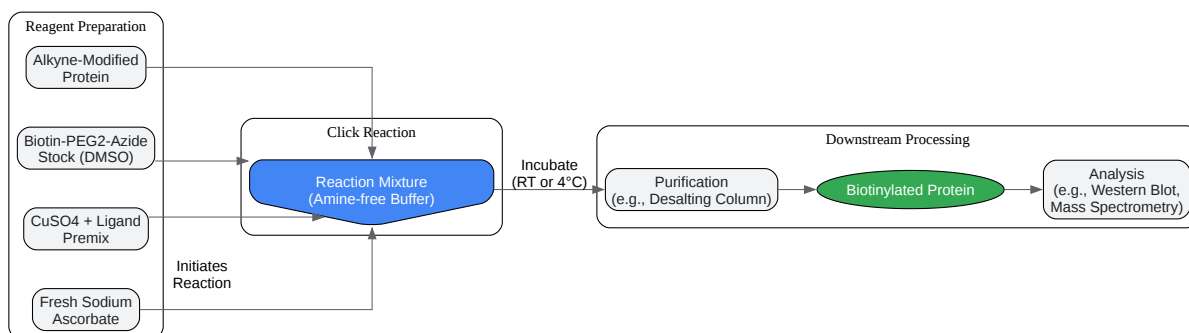 Reagent Preparation
Alkyne-Modified
Protein
Biotin-PEG2-Azide
Stock (DMSO)
CuSO4 + Ligand
Premix
Fresh Sodium
Ascorbate
Initiates
Reaction
Click Reaction
Reaction Mixture
(Amine-free Buffer)
Incubate
(RT or 4°C)
Downstream Processing
Purification
(e.g., Desalting Column)
Biotinylated Protein
Analysis
(e.g., Western Blot,
Mass Spectrometry)